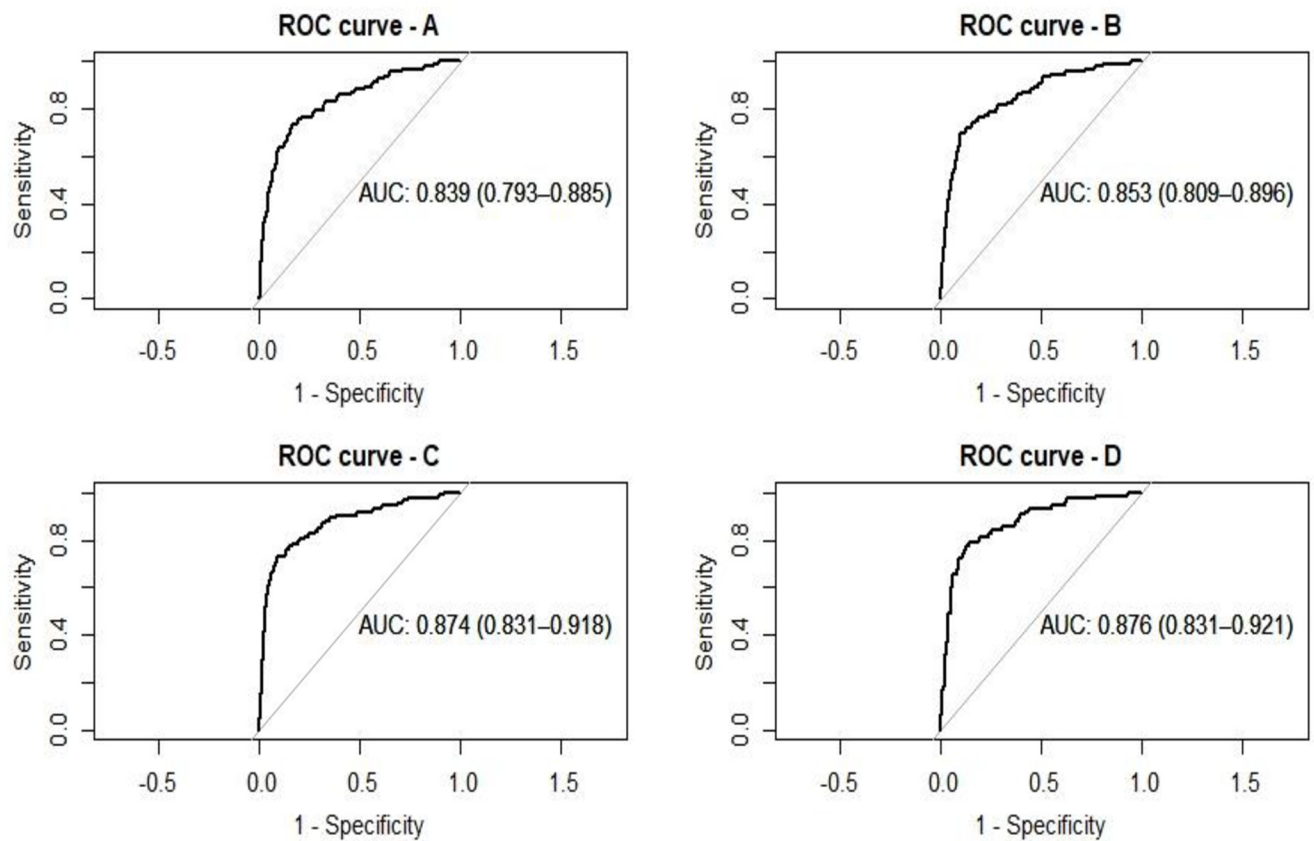 ROC curve - A
Sensitivity
0.8
0.4
0.0
AUC: 0.839 (0.793–0.885)
-0.5 0.0 0.5 1.0 1.5
1 - Specificity
ROC curve - B
Sensitivity
0.8
0.4
0.0
AUC: 0.853 (0.809–0.896)
-0.5 0.0 0.5 1.0 1.5
1 - Specificity
ROC curve - C
Sensitivity
0.8
0.4
0.0
AUC: 0.874 (0.831–0.918)
-0.5 0.0 0.5 1.0 1.5
1 - Specificity
ROC curve - D
Sensitivity
0.8
0.4
0.0
AUC: 0.876 (0.831–0.921)
-0.5 0.0 0.5 1.0 1.5
1 - Specificity